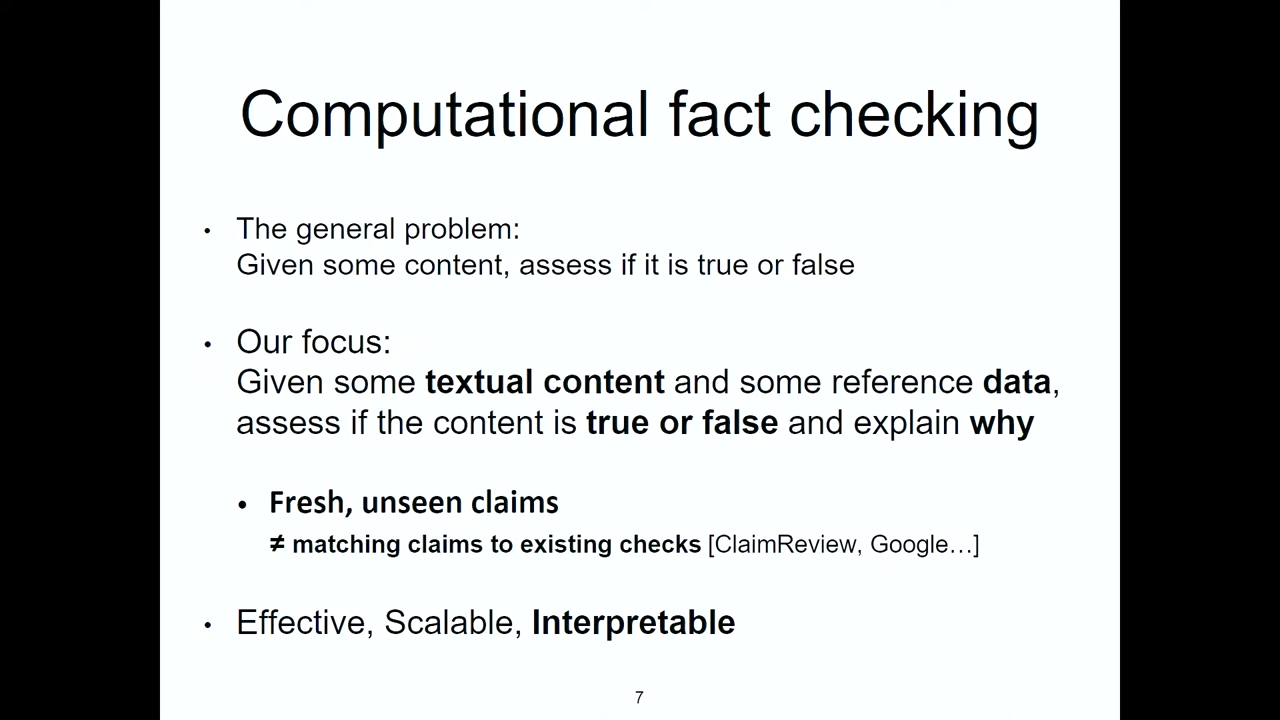 Computational fact checking
• The general problem:
Given some content, assess if it is true or false
• Our focus:
Given some textual content and some reference data,
assess if the content is true or false and explain why
• Fresh, unseen claims
≠ matching claims to existing checks [ClaimReview, Google…]
• Effective, Scalable, Interpretable
7